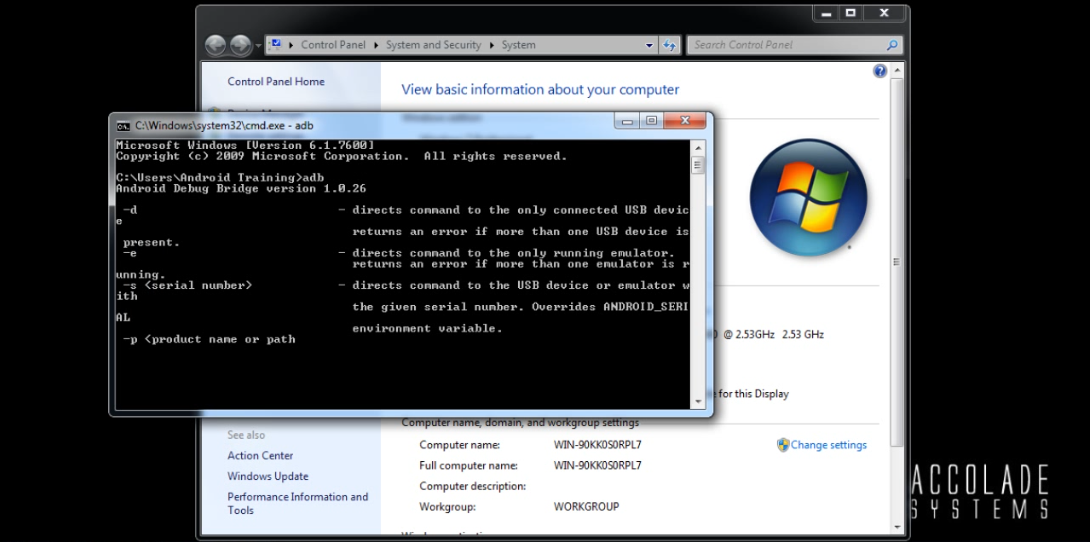 Control Panel ▸ System and Security ▸ System
Search Control Panel
Control Panel Home
View basic information about your computer
C:\Windows\system32\cmd.exe - adb
Microsoft Windows [Version 6.1.7600]
Copyright (c) 2009 Microsoft Corporation.  All rights reserved.
C:\Users\Android Training>adb
Android Debug Bridge version 1.0.26
-d - directs command to the only connected USB devic
e
returns an error if more than one USB device is
present.
-e - directs command to the only running emulator.
returns an error if more than one emulator is r
unning.
-s <serial number> - directs command to the USB device or emulator w
ith
the given serial number. Overrides ANDROID_SERI
AL
environment variable.
-p <product name or path
@ 2.53GHz 2.53 GHz
for this Display
Computer name, domain, and workgroup settings
Computer name: WIN-90KK0S0RPL7
Change settings
Full computer name: WIN-90KK0S0RPL7
Computer description:
Workgroup: WORKGROUP
See also
Action Center
Windows Update
Performance Information and
Tools
ACCOLADE
SYSTEMS